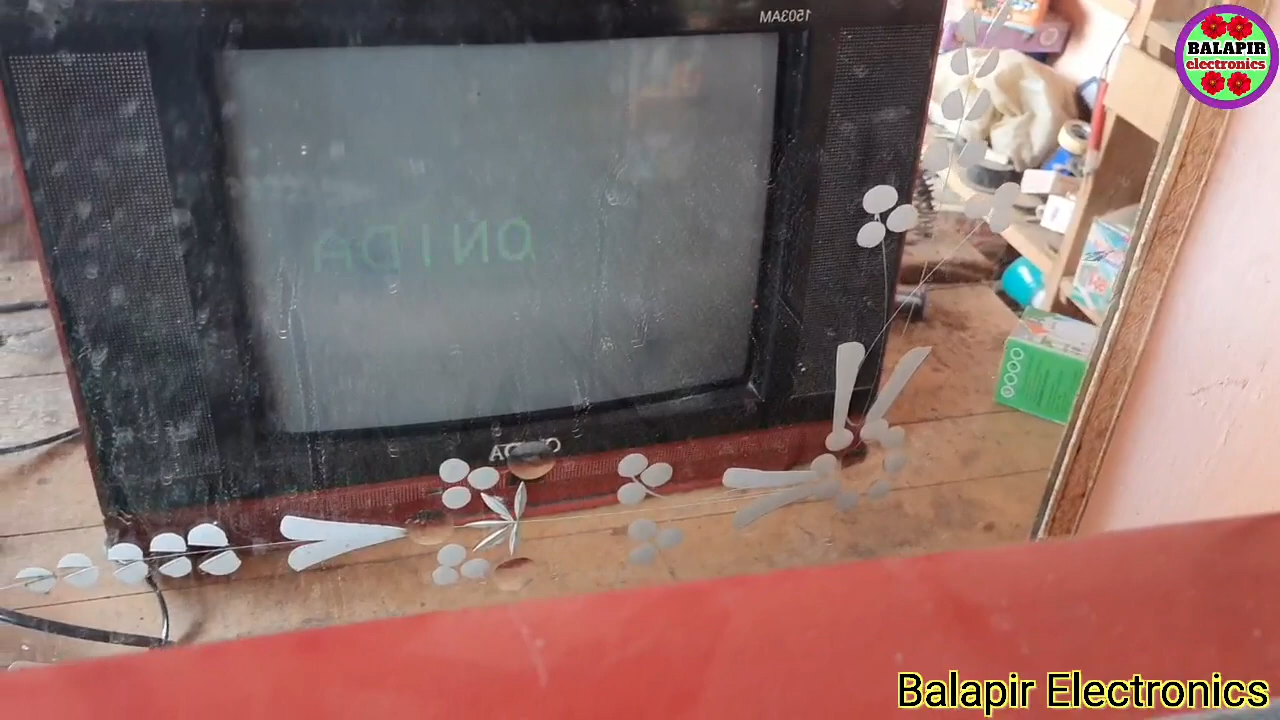 1503AM
BALAPIR
electronics
ONIDA
Balapir Electronics